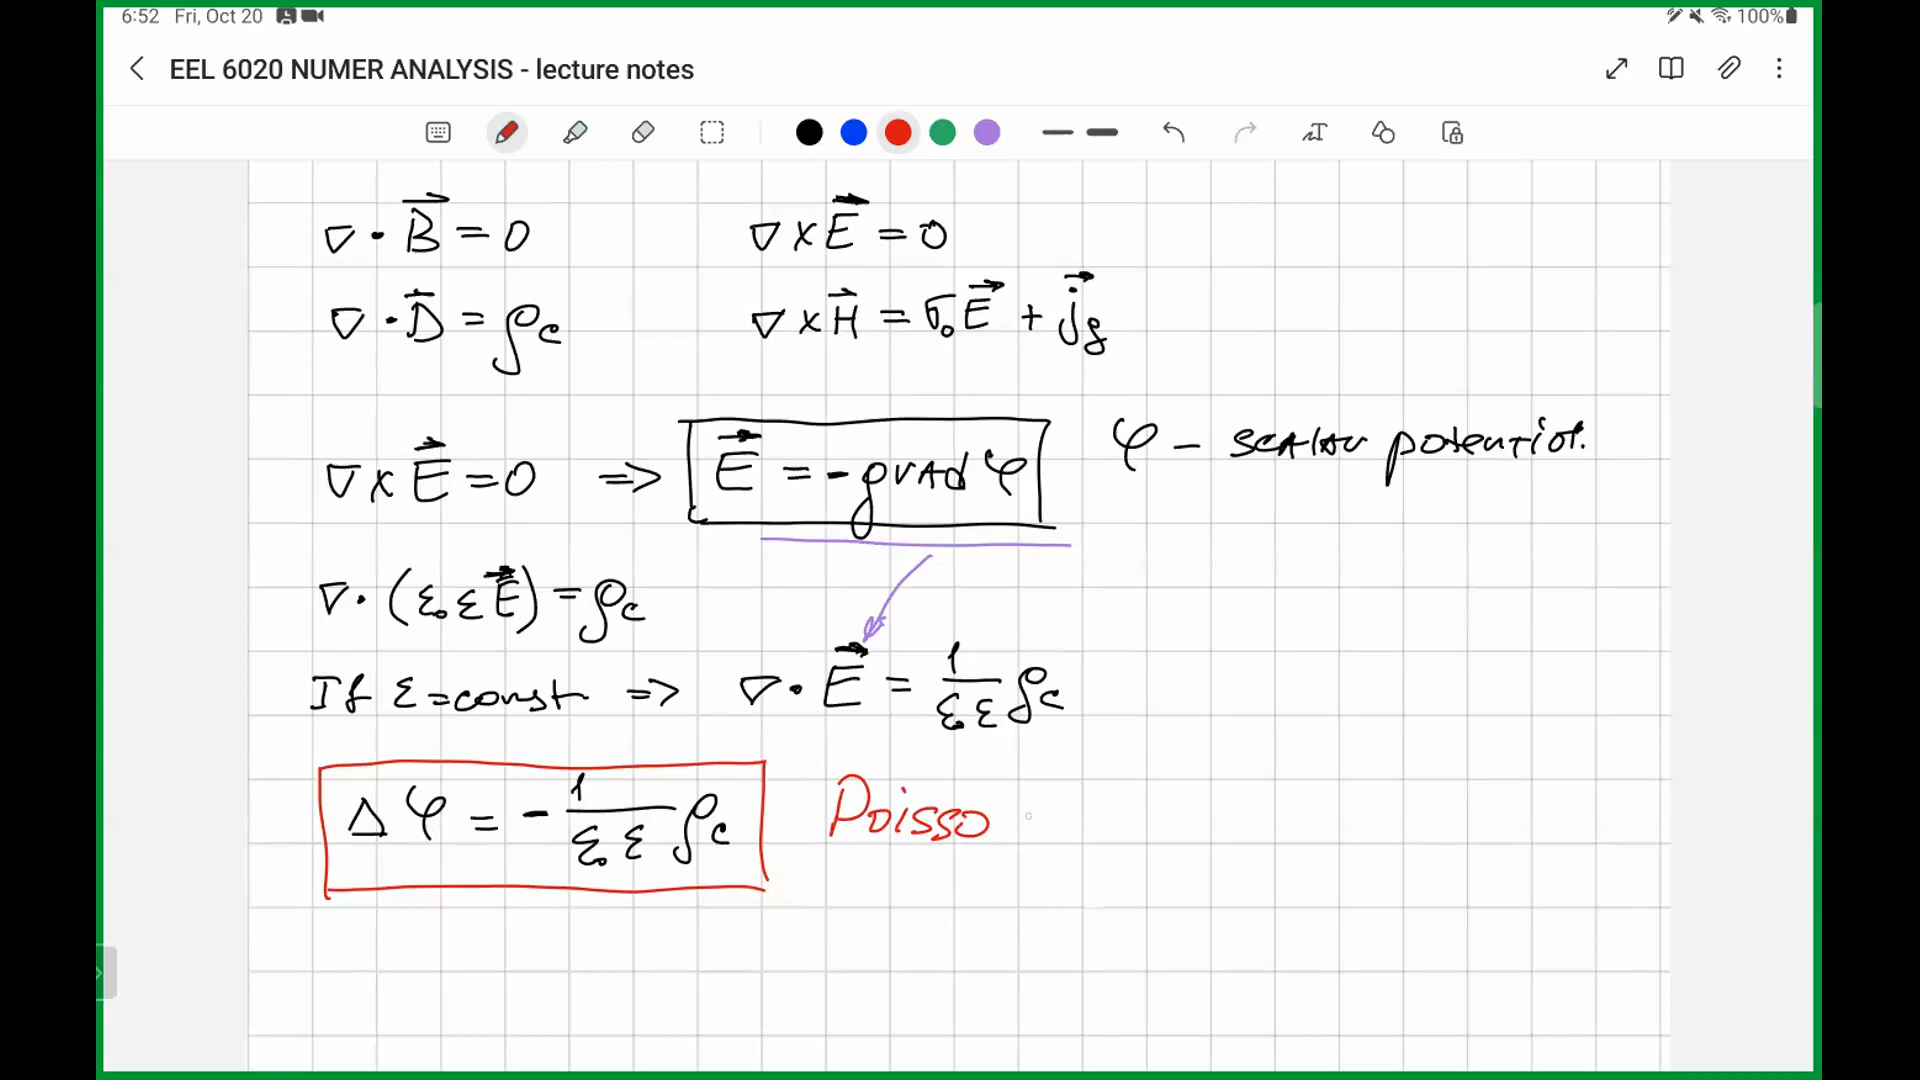 6:52 Fri, Oct 20 100%
EEL 6020 NUMER ANALYSIS - lecture notes
∇ · B⃗ = 0 ∇ × E⃗ = 0
∇ · D⃗ = ρc ∇ × H⃗ = σ₀E⃗ + j⃗g
∇ × E⃗ = 0 => E⃗ = - grad φ φ - scalar potential.
∇ · (ε₀εE⃗) = ρc
If ε = const => ∇ · E⃗ = 1/(ε₀ε) ρc
Δφ = - 1/(ε₀ε) ρc Poisso